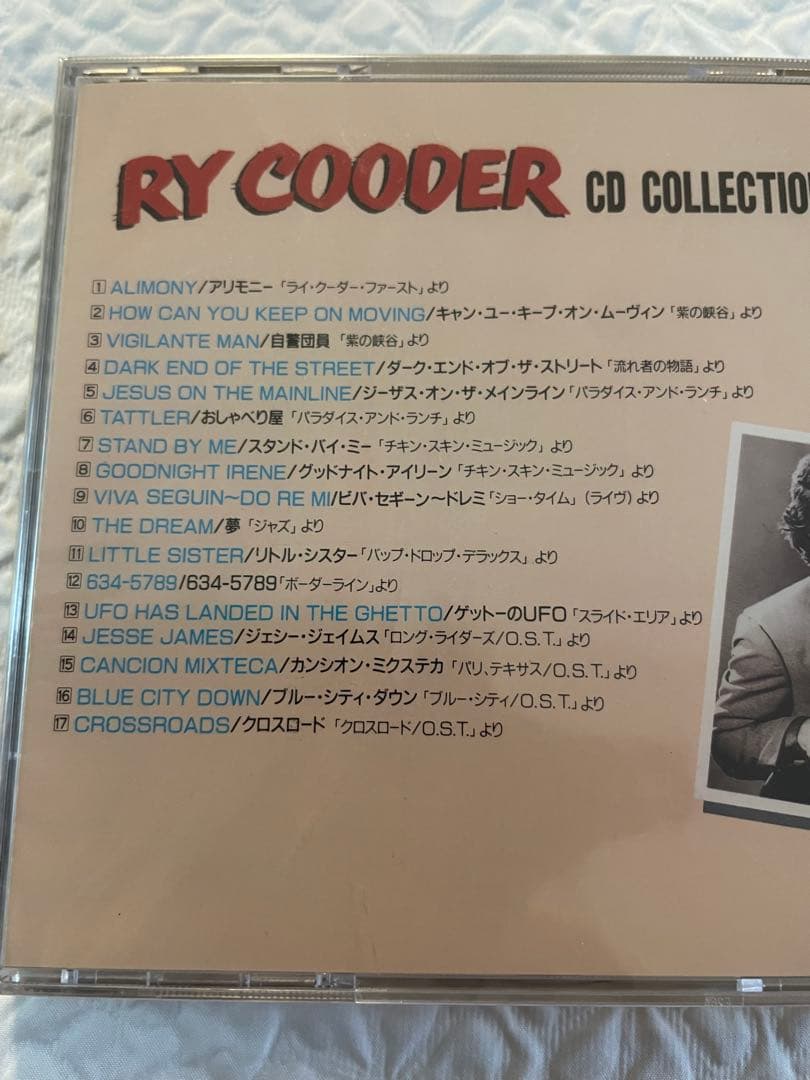 RY COODER CD COLLECTION
1 ALIMONY/アリモニー「ライ・クーダー・ファースト」より
2 HOW CAN YOU KEEP ON MOVING/キャン・ユー・キープ・オン・ムーヴィン「紫の峡谷」より
3 VIGILANTE MAN/自警団員「紫の峡谷」より
4 DARK END OF THE STREET/ダーク・エンド・オブ・ザ・ストリート「流れ者の物語」より
5 JESUS ON THE MAINLINE/ジーザス・オン・ザ・メインライン「パラダイス・アンド・ランチ」より
6 TATTLER/おしゃべり屋「パラダイス・アンド・ランチ」より
7 STAND BY ME/スタンド・バイ・ミー「チキン・スキン・ミュージック」より
8 GOODNIGHT IRENE/グッドナイト・アイリーン「チキン・スキン・ミュージック」より
9 VIVA SEGUIN~DO RE MI/ビバ・セギーン~ドレミ「ショー・タイム」(ライヴ)より
10 THE DREAM/夢「ジャズ」より
11 LITTLE SISTER/リトル・シスター「バップ・ドロップ・デラックス」より
12 634-5789/634-5789「ボーダーライン」より
13 UFO HAS LANDED IN THE GHETTO/ゲットーのUFO「スライド・エリア」より
14 JESSE JAMES/ジェシー・ジェイムス「ロング・ライダーズ/O.S.T.」より
15 CANCION MIXTECA/カンシオン・ミクステカ「パリ、テキサス/O.S.T.」より
16 BLUE CITY DOWN/ブルー・シティ・ダウン「ブルー・シティ/O.S.T.」より
17 CROSSROADS/クロスロード「クロスロード/O.S.T.」より